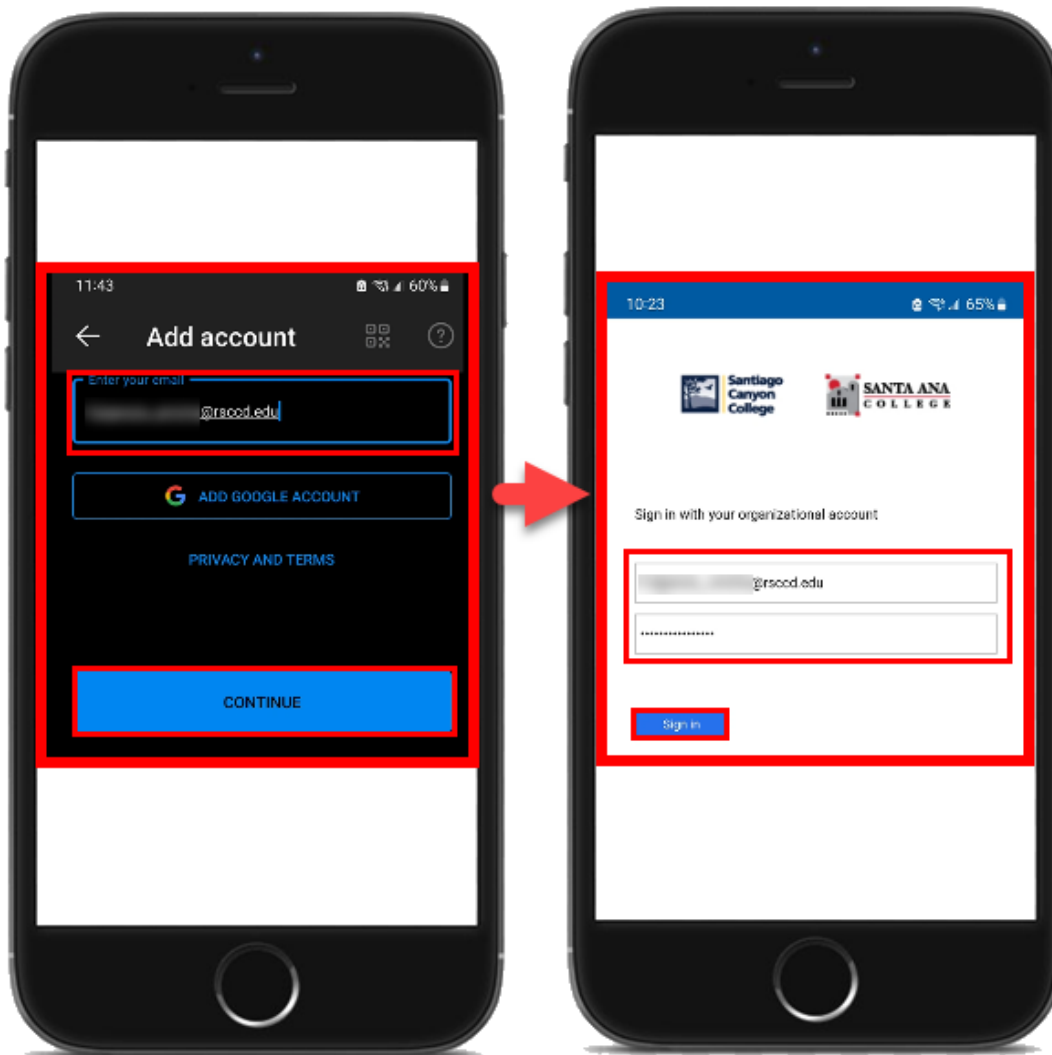 11:43
60%
Add account
Enter your email
@rsccd.edu
ADD GOOGLE ACCOUNT
PRIVACY AND TERMS
CONTINUE
10:23
65%
Santiago
Canyon
College
SANTA ANA
COLLEGE
Sign in with your organizational account
@rsccd.edu
Sign in